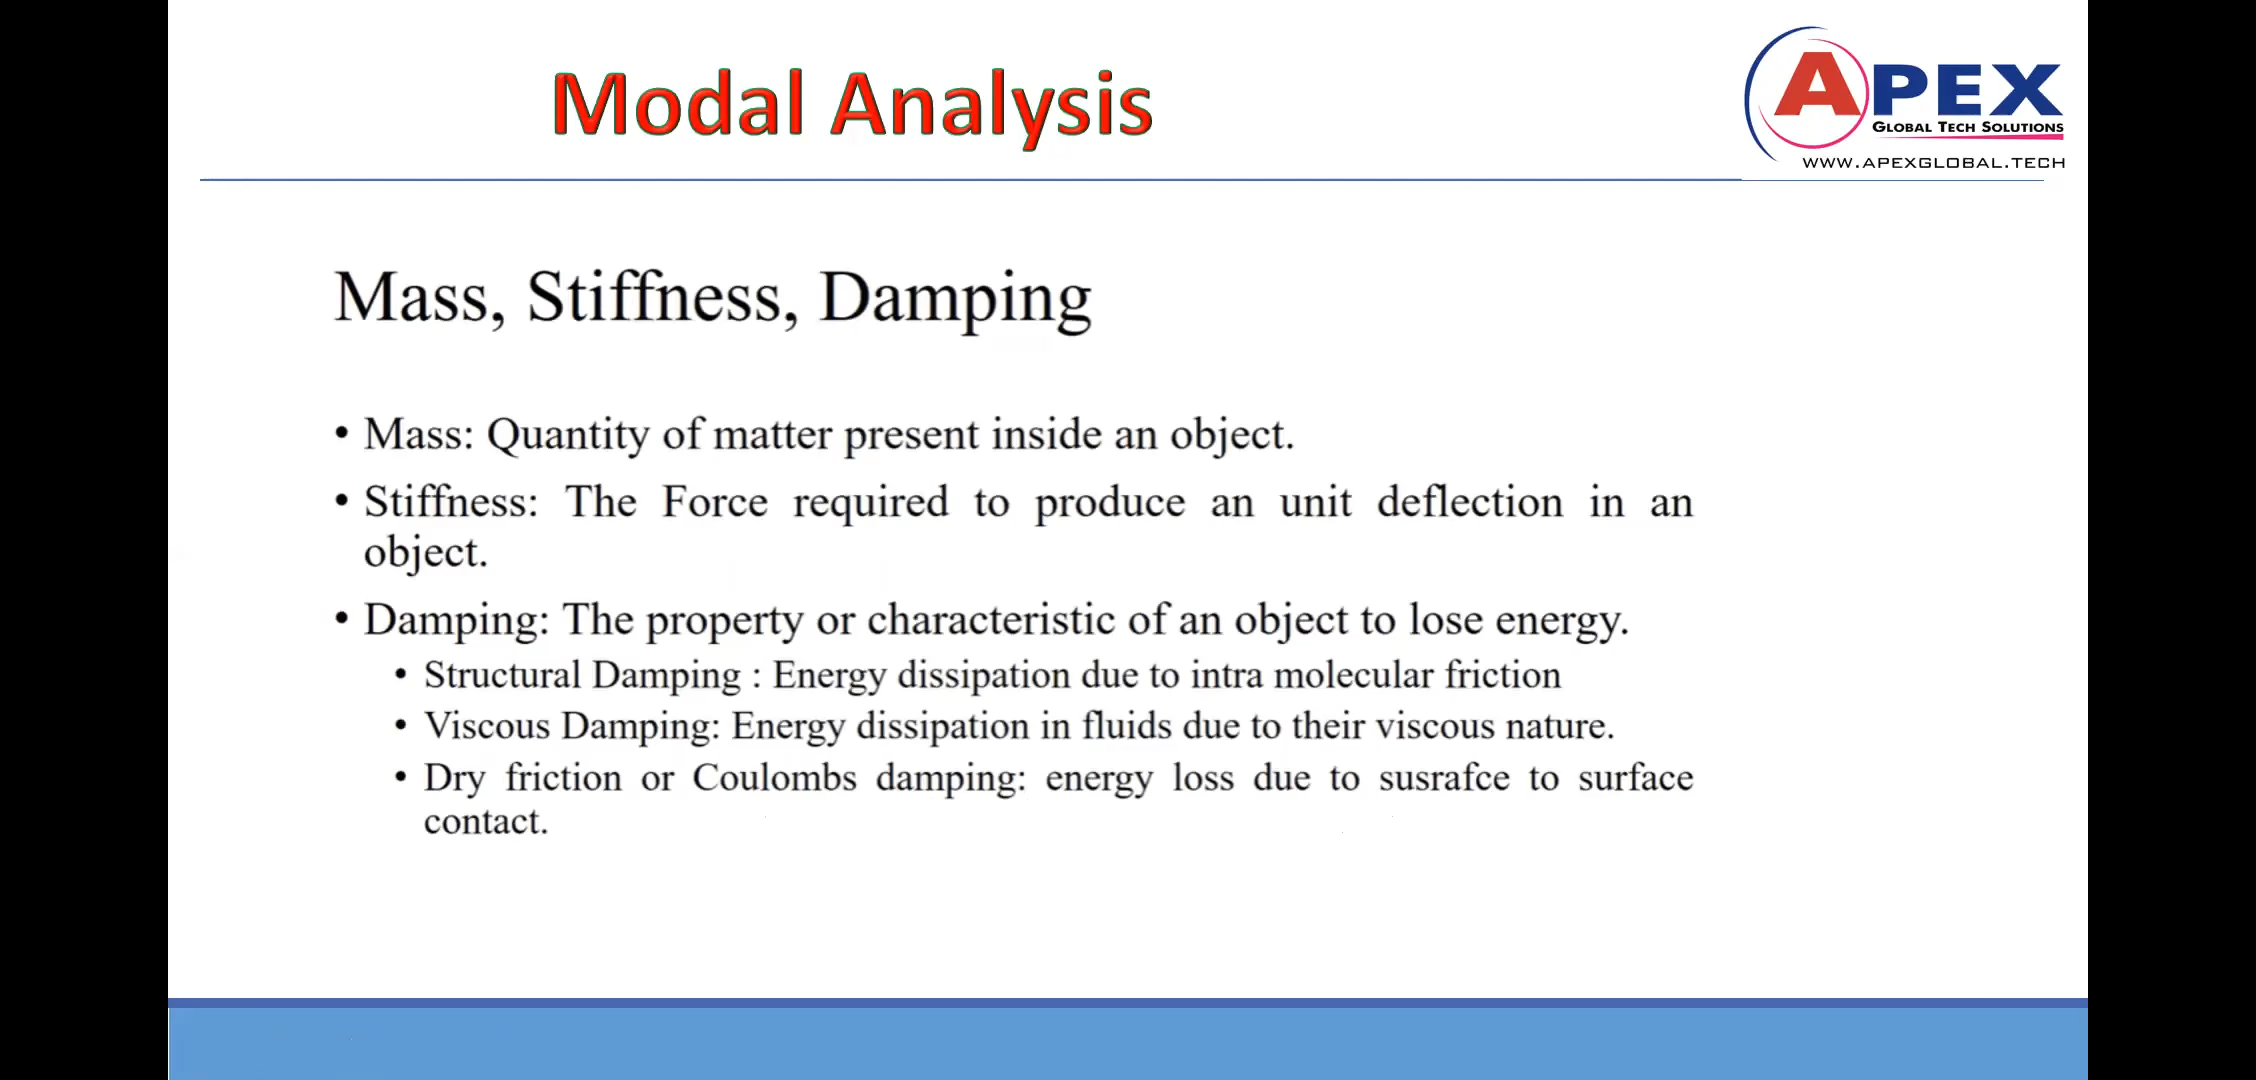 Modal Analysis
APEX
GLOBAL TECH SOLUTIONS
WWW.APEXGLOBAL.TECH
Mass, Stiffness, Damping
• Mass: Quantity of matter present inside an object.
• Stiffness: The Force required to produce an unit deflection in an
object.
• Damping: The property or characteristic of an object to lose energy.
• Structural Damping : Energy dissipation due to intra molecular friction
• Viscous Damping: Energy dissipation in fluids due to their viscous nature.
• Dry friction or Coulombs damping: energy loss due to susrafce to surface
contact.